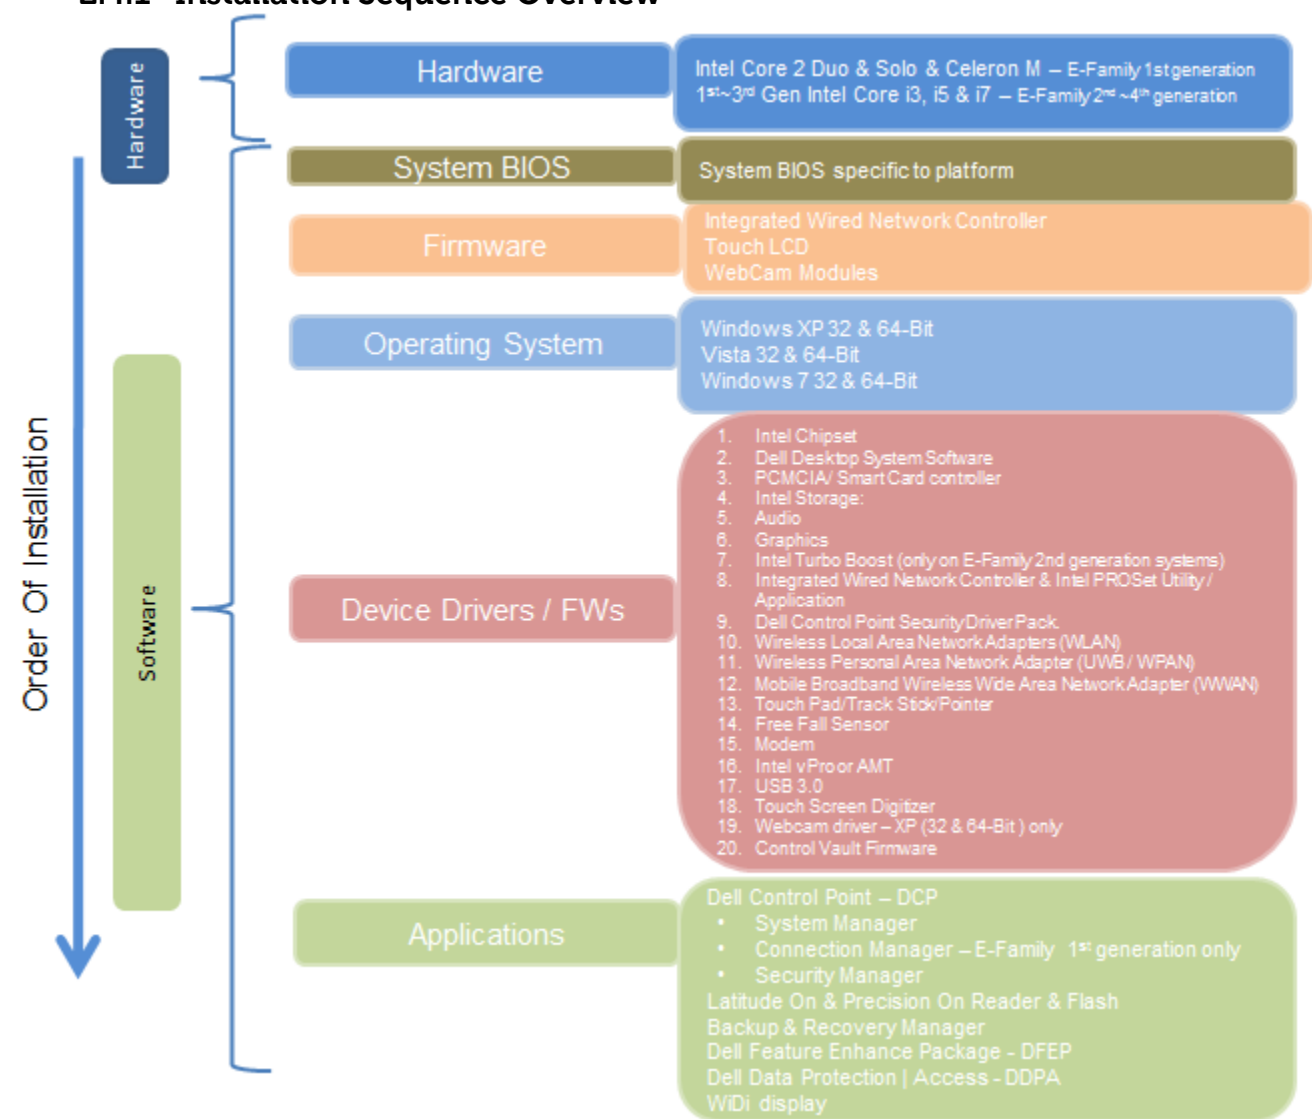 Installation Sequence Overview
Hardware
Hardware
Intel Core 2 Duo & Solo & Celeron M – E-Family 1st generation
1st~3rd Gen Intel Core i3, i5 & i7 – E-Family 2nd ~4th generation
System BIOS
System BIOS specific to platform
Firmware
Integrated Wired Network Controller
Touch LCD
WebCam Modules
Operating System
Windows XP 32 & 64-Bit
Vista 32 & 64-Bit
Windows 7 32 & 64-Bit
Order Of Installation
Software
Device Drivers / FWs
1. Intel Chipset
2. Dell Desktop System Software
3. PCMCIA/ Smart Card controller
4. Intel Storage:
5. Audio
6. Graphics
7. Intel Turbo Boost (only on E-Family 2nd generation systems)
8. Integrated Wired Network Controller & Intel PROSet Utility /
Application
9. Dell Control Point Security Driver Pack.
10. Wireless Local Area Network Adapters (WLAN)
11. Wireless Personal Area Network Adapter (UWB / WPAN)
12. Mobile Broadband Wireless Wide Area Network Adapter (WWAN)
13. Touch Pad/Track Stick/Pointer
14. Free Fall Sensor
15. Modem
16. Intel vPro or AMT
17. USB 3.0
18. Touch Screen Digitizer
19. Webcam driver – XP (32 & 64-Bit ) only
20. Control Vault Firmware
Applications
Dell Control Point – DCP
• System Manager
• Connection Manager – E-Family 1st generation only
• Security Manager
Latitude On & Precision On Reader & Flash
Backup & Recovery Manager
Dell Feature Enhance Package - DFEP
Dell Data Protection | Access - DDPA
WiDi display